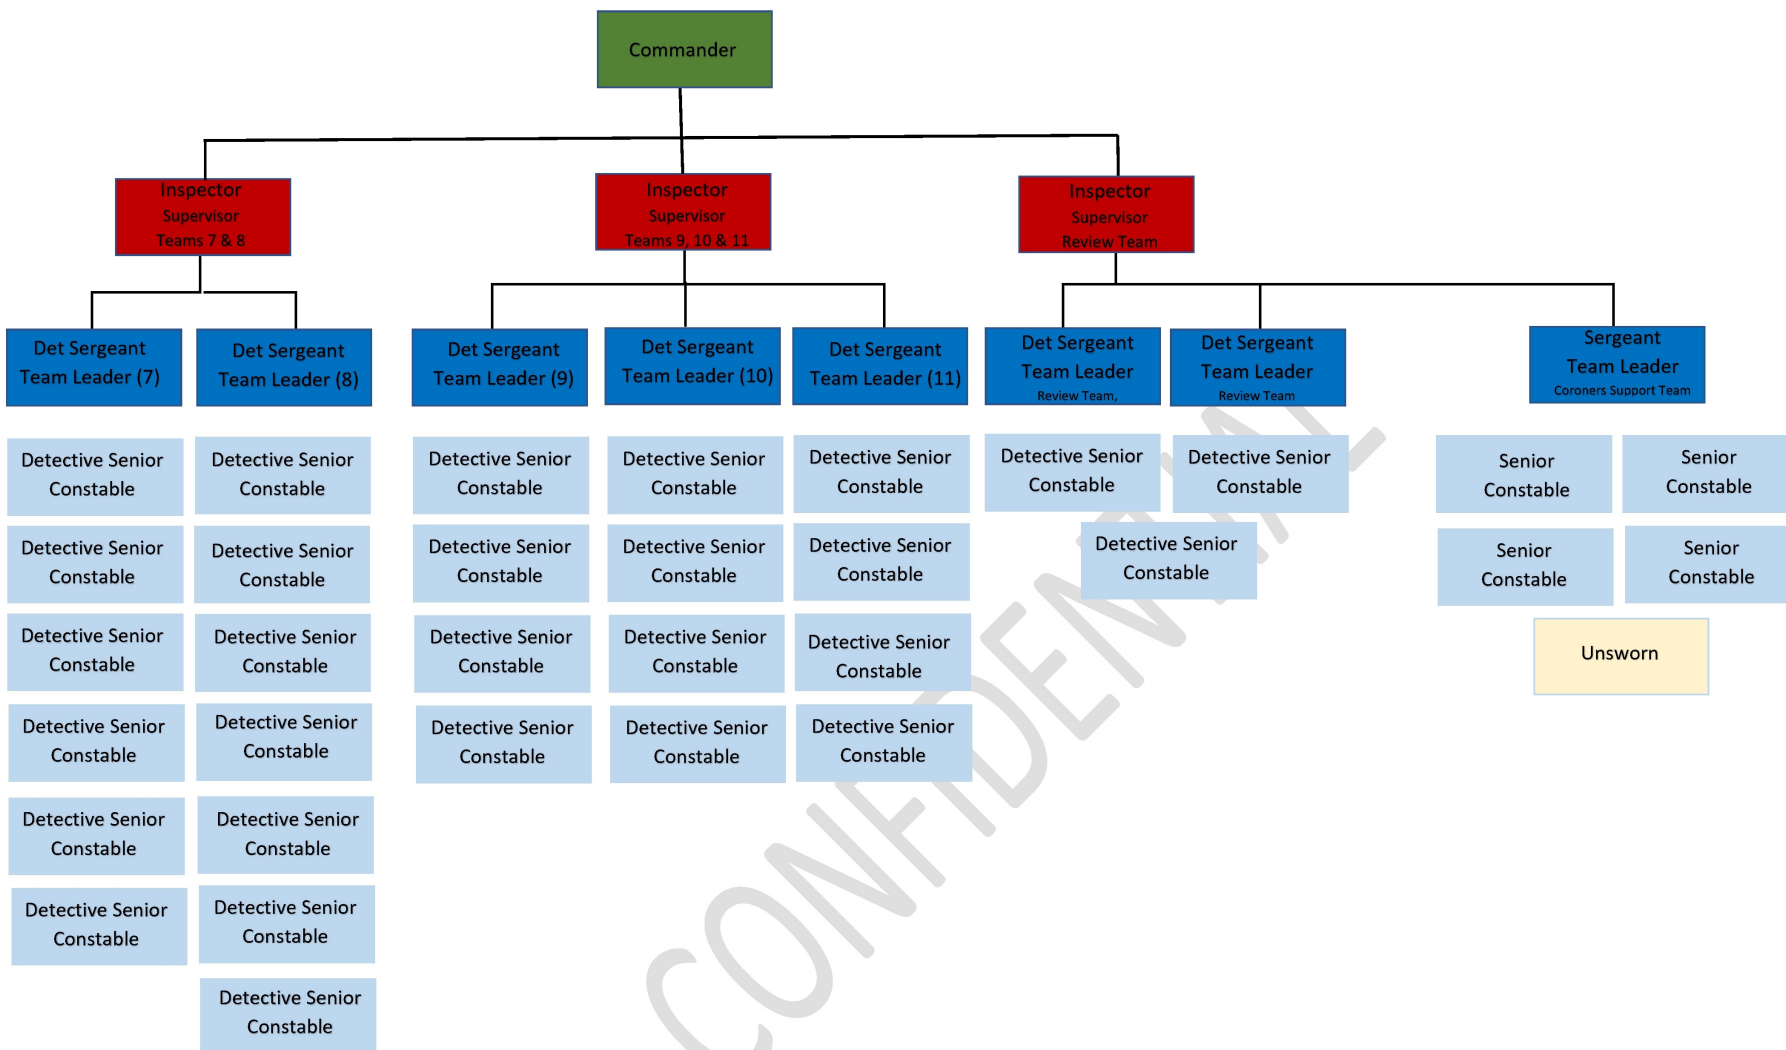 Commander
Inspector
Supervisor
Teams 7 & 8
Inspector
Supervisor
Teams 9, 10 & 11
Inspector
Supervisor
Review Team
Det Sergeant
Team Leader (7)
Det Sergeant
Team Leader (8)
Det Sergeant
Team Leader (9)
Det Sergeant
Team Leader (10)
Det Sergeant
Team Leader (11)
Det Sergeant
Team Leader
Review Team,
Det Sergeant
Team Leader
Review Team
Sergeant
Team Leader
Coroners Support Team
Detective Senior
Constable
Detective Senior
Constable
Detective Senior
Constable
Detective Senior
Constable
Detective Senior
Constable
Detective Senior
Constable
Detective Senior
Constable
Senior
Constable
Senior
Constable
Detective Senior
Constable
Detective Senior
Constable
Detective Senior
Constable
Detective Senior
Constable
Detective Senior
Constable
Detective Senior
Constable
Senior
Constable
Senior
Constable
Detective Senior
Constable
Detective Senior
Constable
Detective Senior
Constable
Detective Senior
Constable
Detective Senior
Constable
Unsworn
Detective Senior
Constable
Detective Senior
Constable
Detective Senior
Constable
Detective Senior
Constable
Detective Senior
Constable
Detective Senior
Constable
Detective Senior
Constable
Detective Senior
Constable
Detective Senior
Constable
Detective Senior
Constable
CONFIDENTIAL